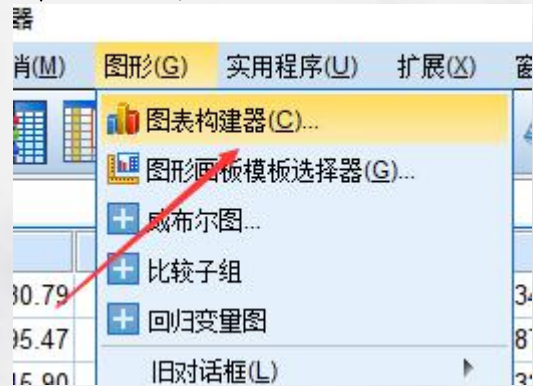 器
肖(M) 图形(G) 实用程序(U) 扩展(X) 窗
图表构建器(C)...
图形画板模板选择器(G)...
威布尔图...
比较子组
30.79
回归变量图
95.47
旧对话框(L)